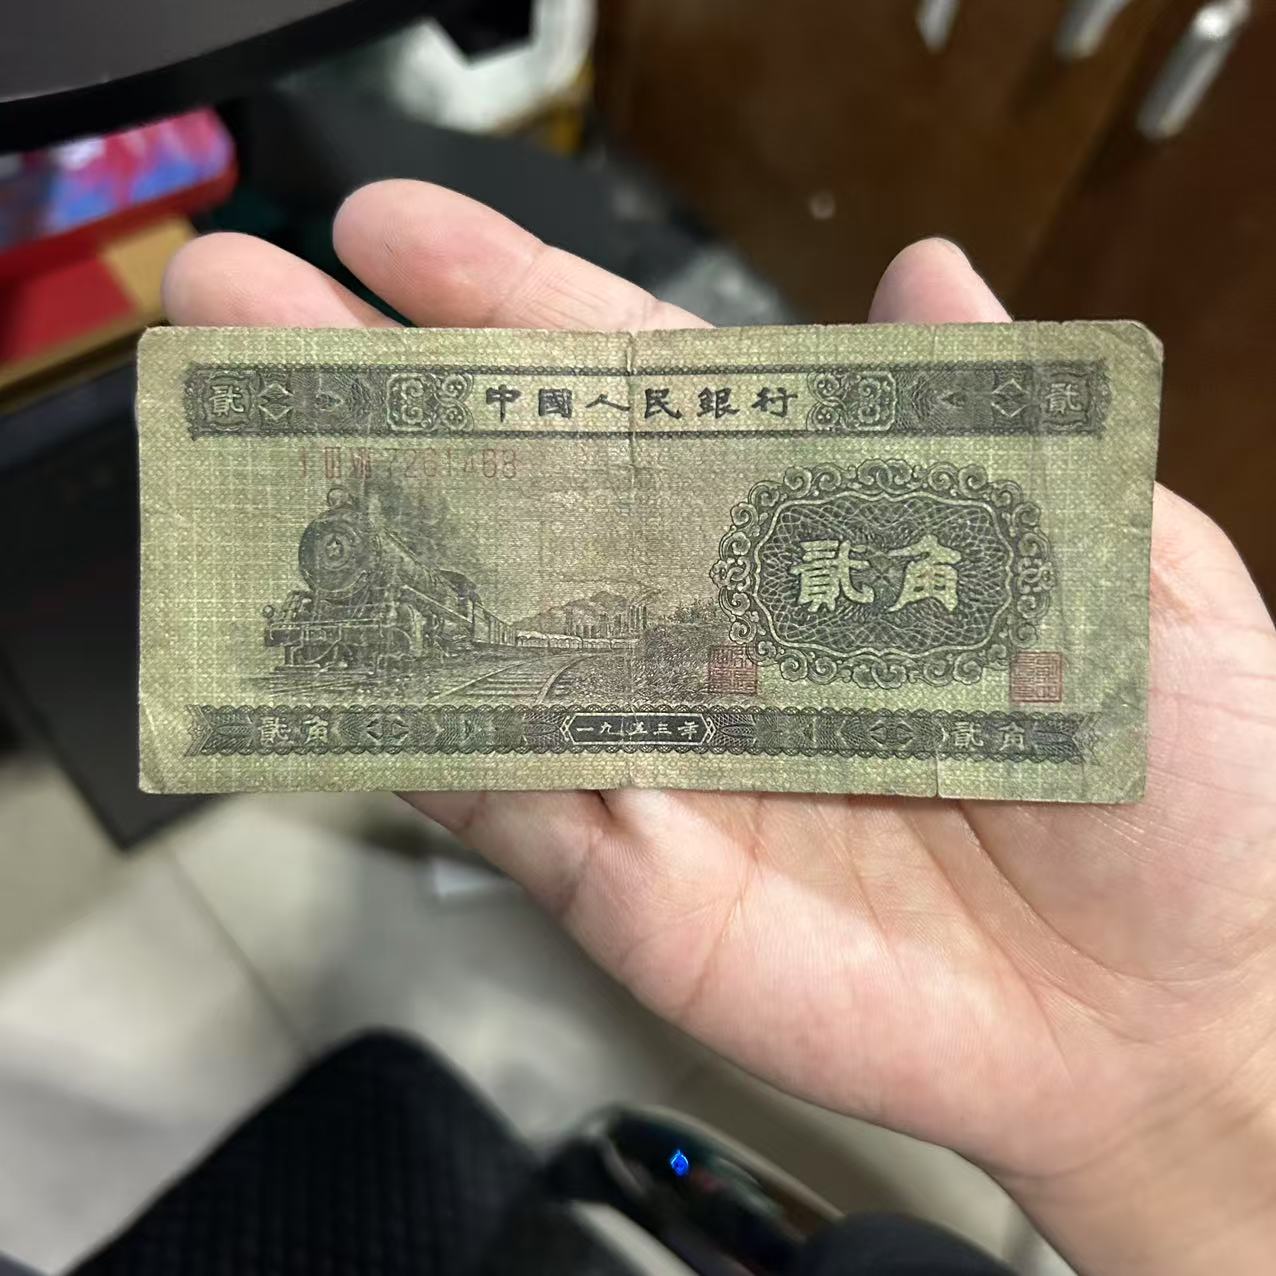 貳 中國人民銀行 貳
7261468
貳角
貳角 一九五三年 貳角